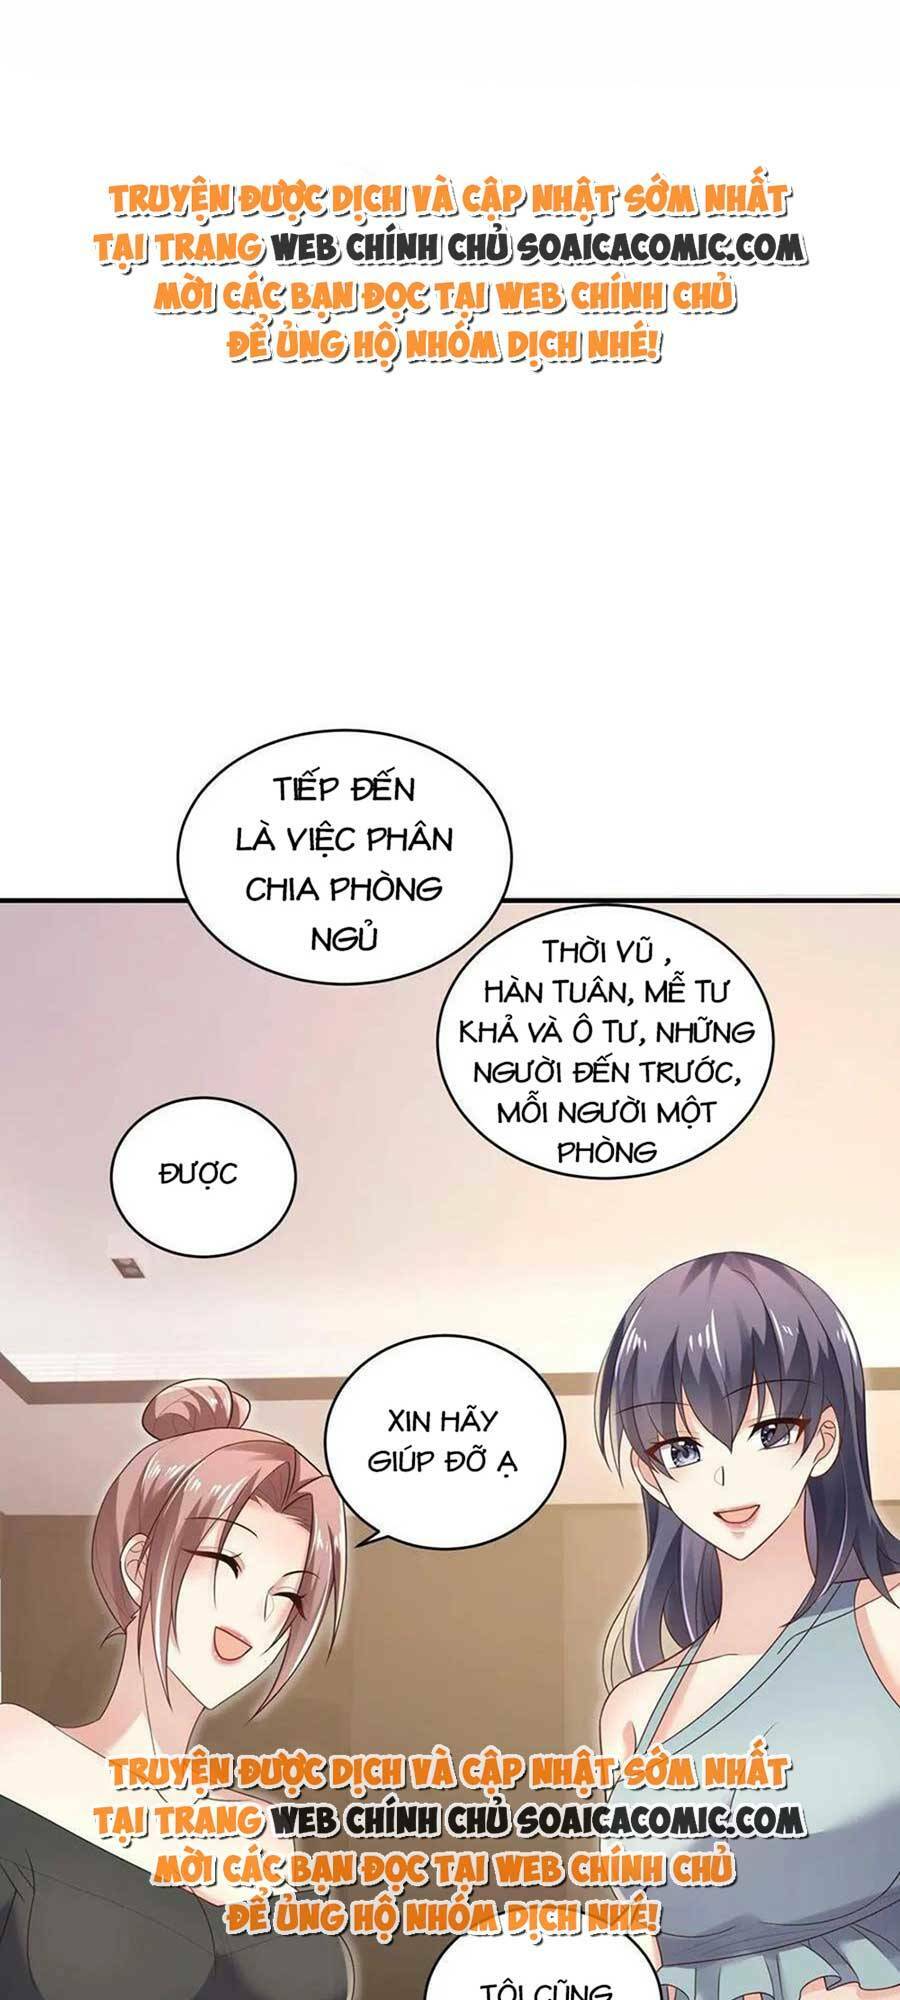 TRUYỆN ĐƯỢC DỊCH VÀ CẬP NHẬT SỚM NHẤT
TẠI TRANG WEB CHÍNH CHỦ SOAICACOMIC.COM
MỜI CÁC BẠN ĐỌC TẠI WEB CHÍNH CHỦ
ĐỂ ỦNG HỘ NHÓM DỊCH NHÉ!
TIẾP ĐẾN
LÀ VIỆC PHÂN
CHIA PHÒNG
NGỦ
THỜI VŨ ,
HÀN TUÂN, MỄ TƯ
KHẢ VÀ Ô TƯ, NHỮNG
NGƯỜI ĐẾN TRƯỚC,
MỖI NGƯỜI MỘT
PHÒNG
ĐƯỢC
XIN HÃY
GIÚP ĐỠ Ạ
TRUYỆN ĐƯỢC DỊCH VÀ CẬP NHẬT SỚM NHẤT
TẠI TRANG WEB CHÍNH CHỦ SOAICACOMIC.COM
MỜI CÁC BẠN ĐỌC TẠI WEB CHÍNH CHỦ
ĐỂ ỦNG HỘ NHÓM DỊCH NHÉ!
TÔI CŨNG